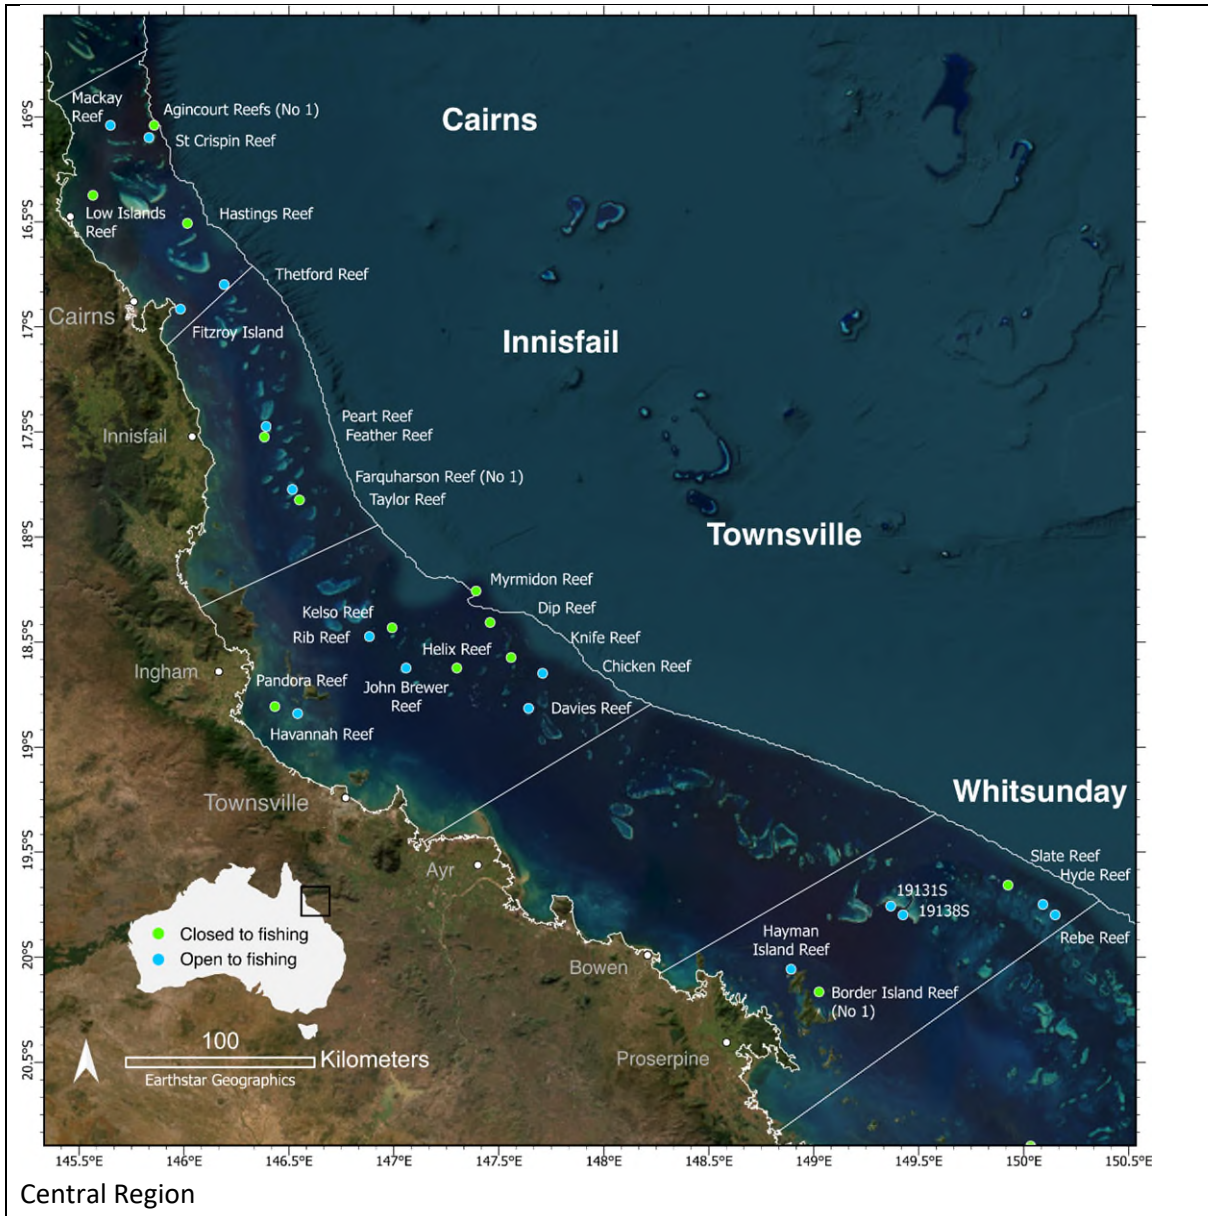 Cairns
Mackay
Reef
Agincourt Reefs (No 1)
St Crispin Reef
Low Islands
Reef
Hastings Reef
Thetford Reef
Cairns
Fitzroy Island
Innisfail
Peart Reef
Feather Reef
Innisfail
Farquharson Reef (No 1)
Taylor Reef
Townsville
Myrmidon Reef
Dip Reef
Kelso Reef
Rib Reef
Knife Reef
Helix Reef
Chicken Reef
Ingham
Pandora Reef
John Brewer
Reef
Davies Reef
Havannah Reef
Townsville
Whitsunday
Ayr
Slate Reef
Hyde Reef
19131S
19138S
Rebe Reef
Hayman
Island Reef
Bowen
Border Island Reef
(No 1)
Proserpine
Closed to fishing
Open to fishing
100
Kilometers
Earthstar Geographics
16°S
16.5°S
17°S
17.5°S
18°S
18.5°S
19°S
19.5°S
20°S
20.5°S
145.5°E
146°E
146.5°E
147°E
147.5°E
148°E
148.5°E
149°E
149.5°E
150°E
150.5°E
Central Region